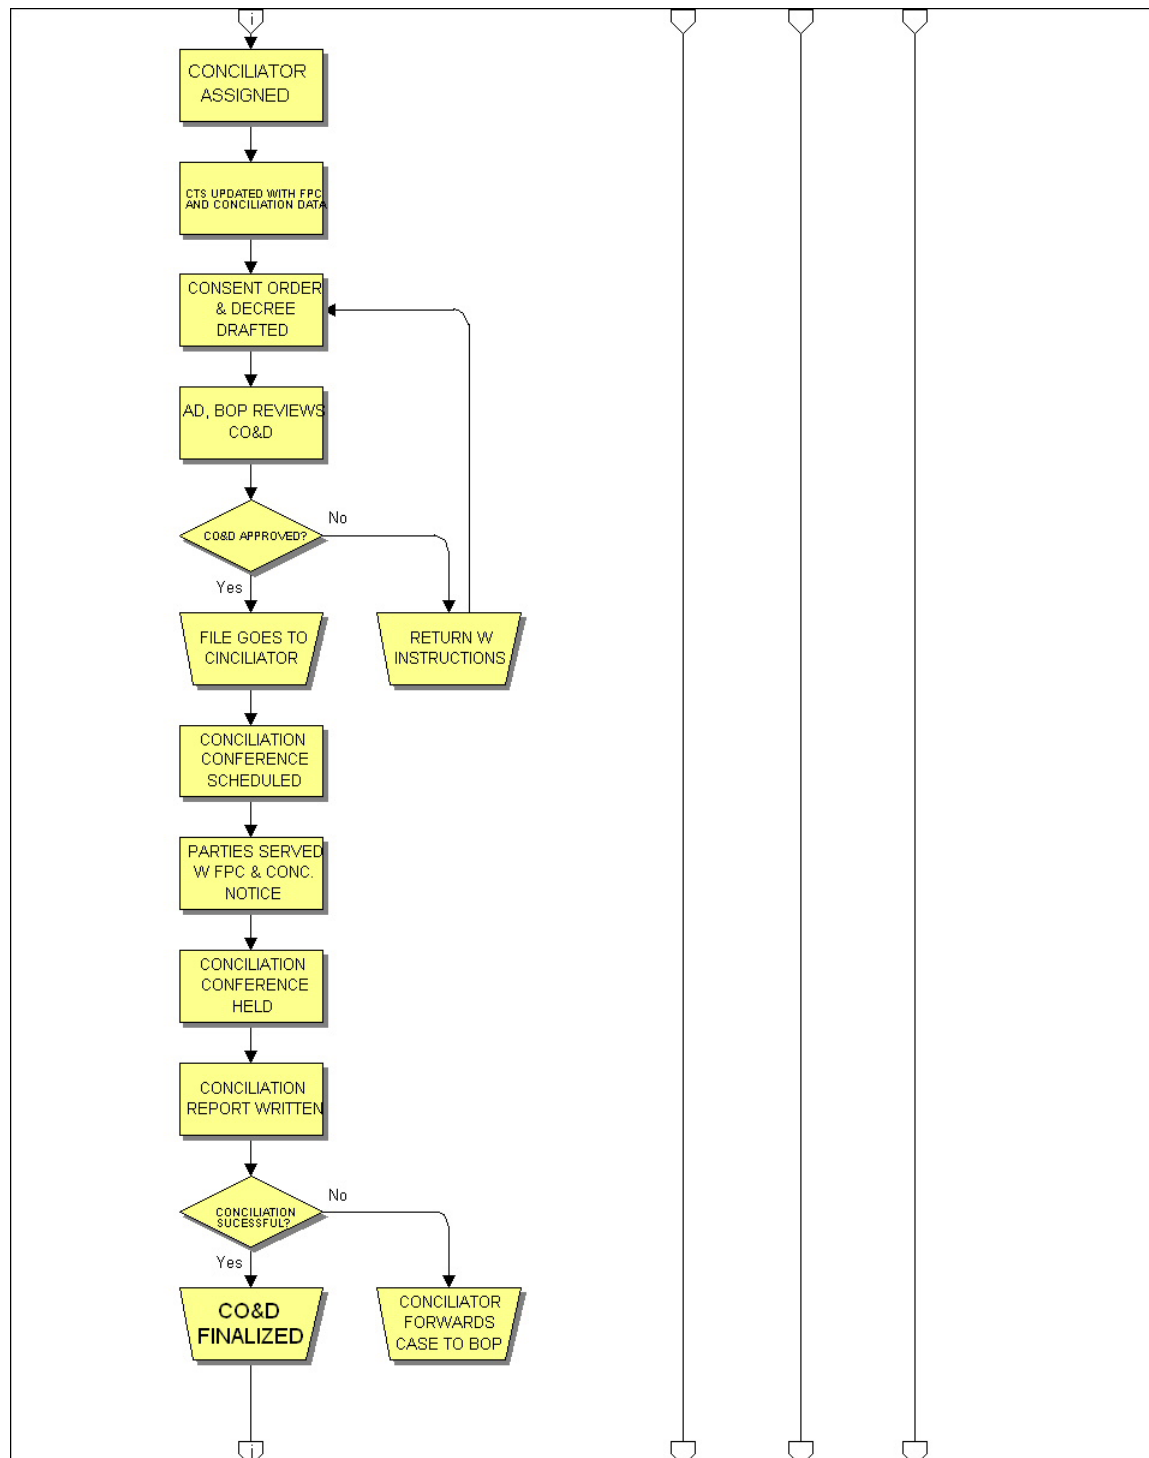 i
CONCILIATOR
ASSIGNED
CTS UPDATED WITH FPC
AND CONCILIATION DATA
CONSENT ORDER
& DECREE
DRAFTED
AD, BOP REVIEWS
CO&D
CO&D APPROVED?
No
Yes
FILE GOES TO
CINCILIATOR
RETURN W
INSTRUCTIONS
CONCILIATION
CONFERENCE
SCHEDULED
PARTIES SERVED
W FPC & CONC.
NOTICE
CONCILIATION
CONFERENCE
HELD
CONCILIATION
REPORT WRITTEN
CONCILIATION
SUCESSFUL?
No
Yes
CO&D
FINALIZED
CONCILIATOR
FORWARDS
CASE TO BOP
j